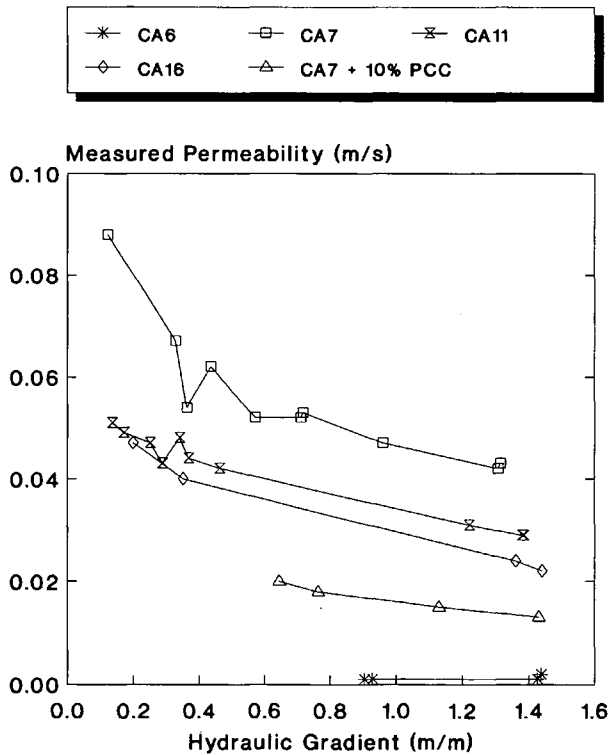 CA6 CA7 CA11
CA16 CA7 + 10% PCC
Measured Permeability (m/s)
0.10
0.08
0.06
0.04
0.02
0.00
0.0 0.2 0.4 0.6 0.8 1.0 1.2 1.4 1.6
Hydraulic Gradient (m/m)